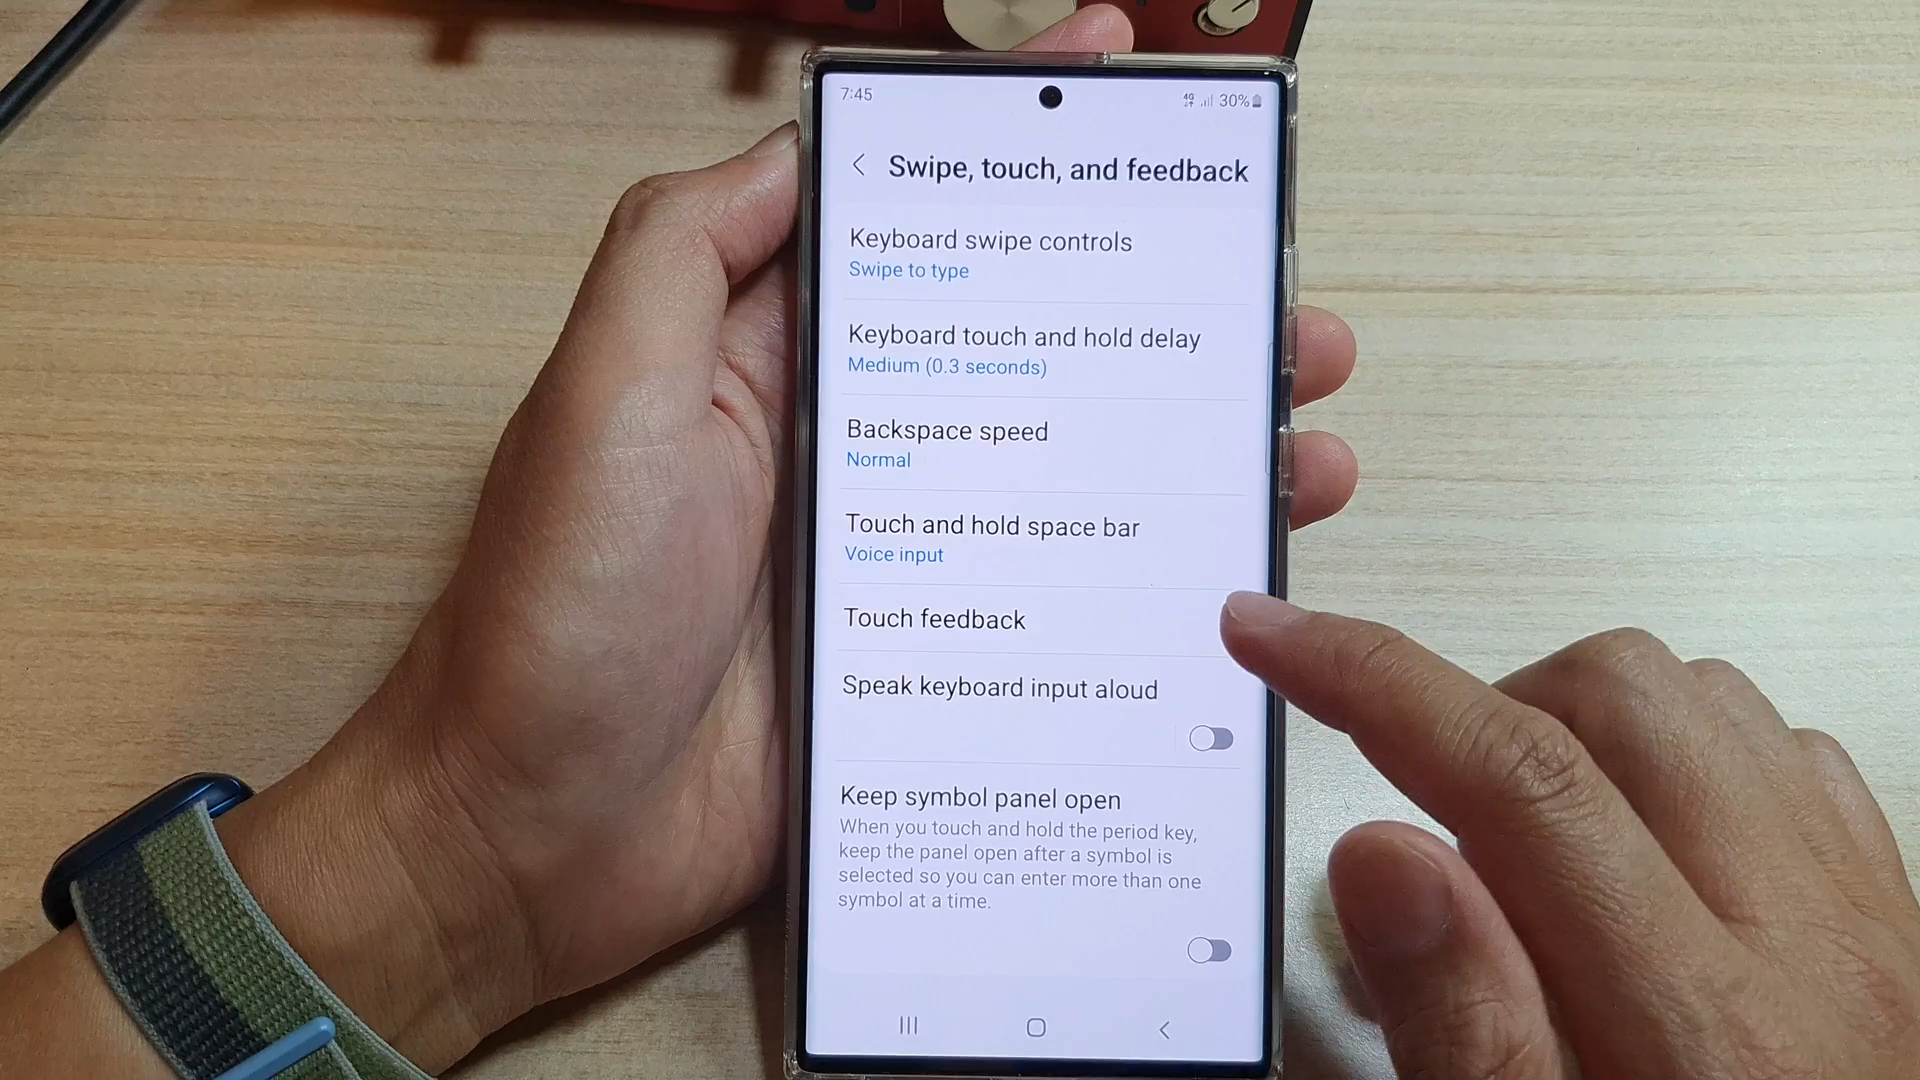 7:45
4G 30%
Swipe, touch, and feedback
Keyboard swipe controls
Swipe to type
Keyboard touch and hold delay
Medium (0.3 seconds)
Backspace speed
Normal
Touch and hold space bar
Voice input
Touch feedback
Speak keyboard input aloud
Keep symbol panel open
When you touch and hold the period key,
keep the panel open after a symbol is
selected so you can enter more than one
symbol at a time.